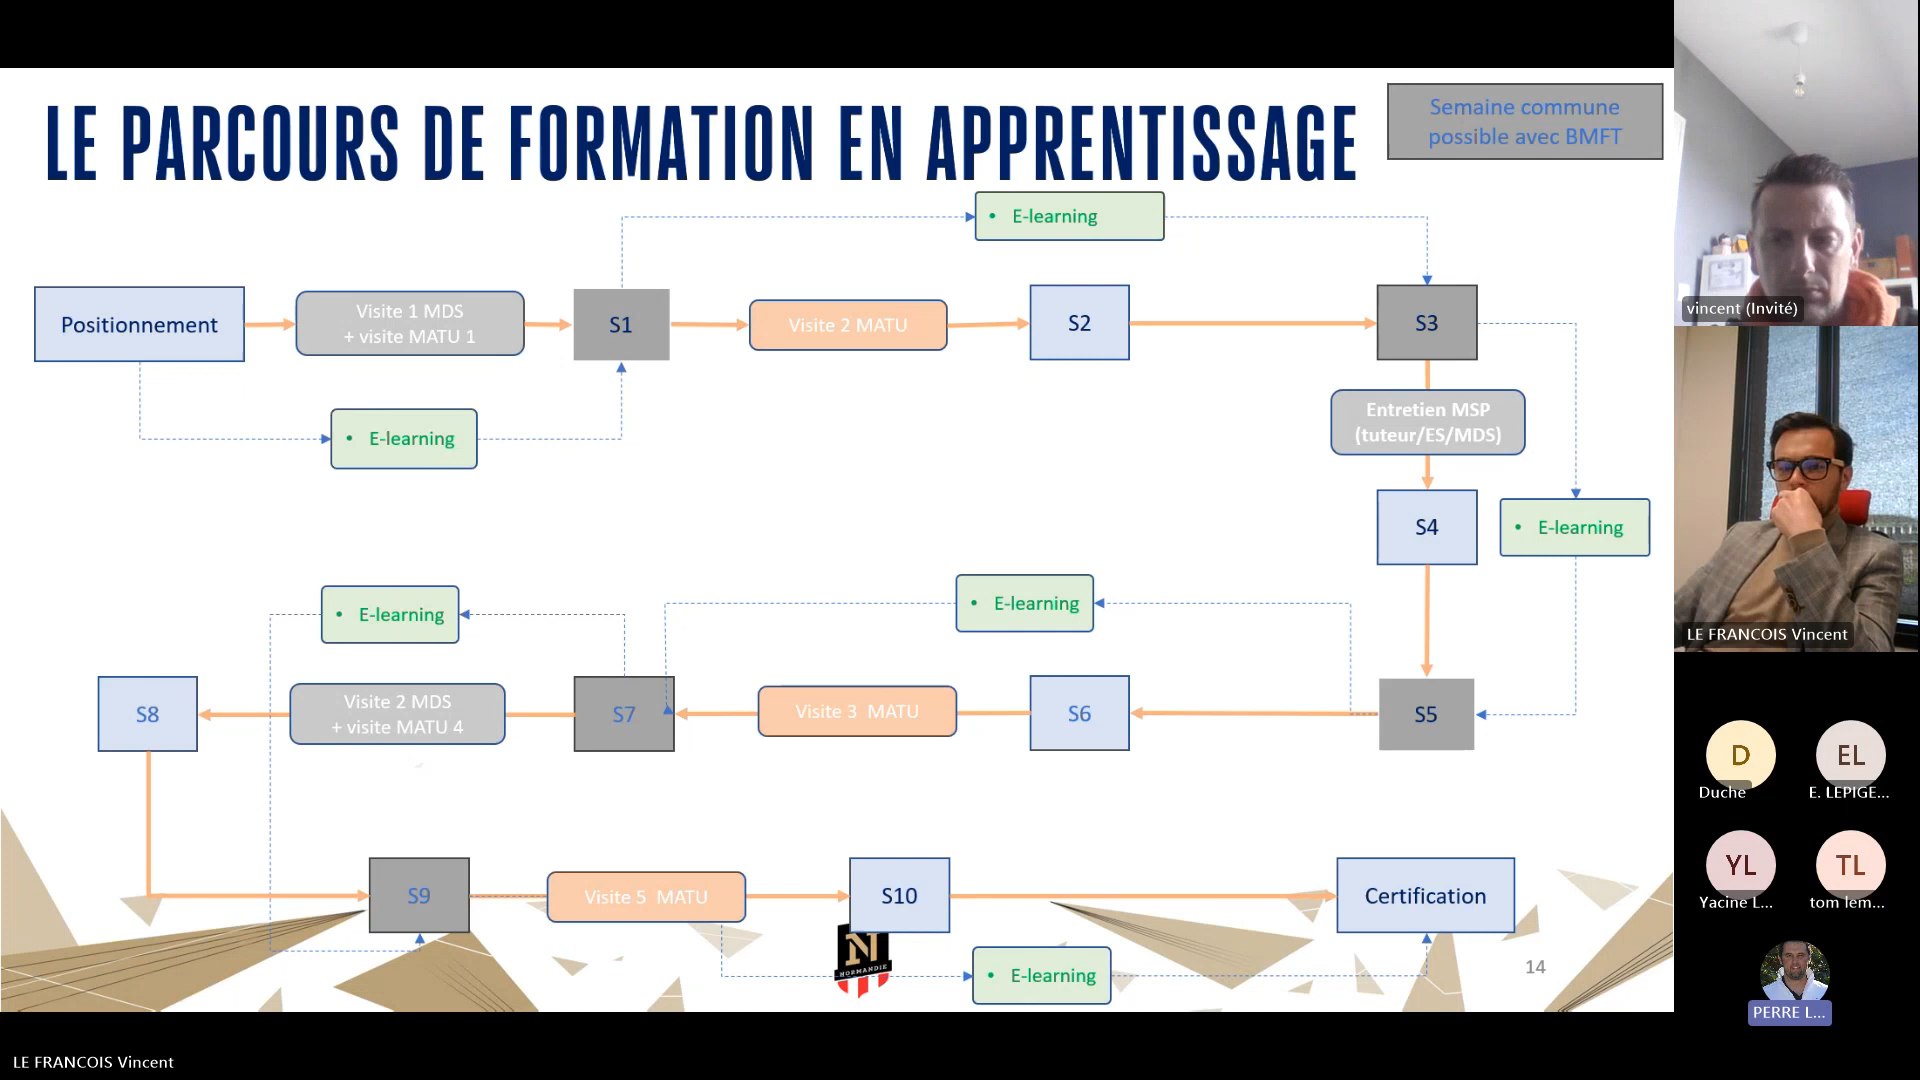 LE PARCOURS DE FORMATION EN APPRENTISSAGE
Semaine commune
possible avec BMFT
• E-learning
Positionnement
Visite 1 MDS
+ visite MATU 1
S1
Visite 2 MATU
S2
S3
• E-learning
Entretien MSP
(tuteur/ES/MDS)
S4
• E-learning
• E-learning
• E-learning
S8
Visite 2 MDS
+ visite MATU 4
S7
Visite 3 MATU
S6
S5
S9
Visite 5 MATU
S10
Certification
• E-learning
N
NORMANDIE
14
vincent (Invité)
LE FRANCOIS Vincent
D
Duche
EL
E. LEPIGE...
YL
Yacine L...
TL
tom lem...
PERRE L...
LE FRANCOIS Vincent